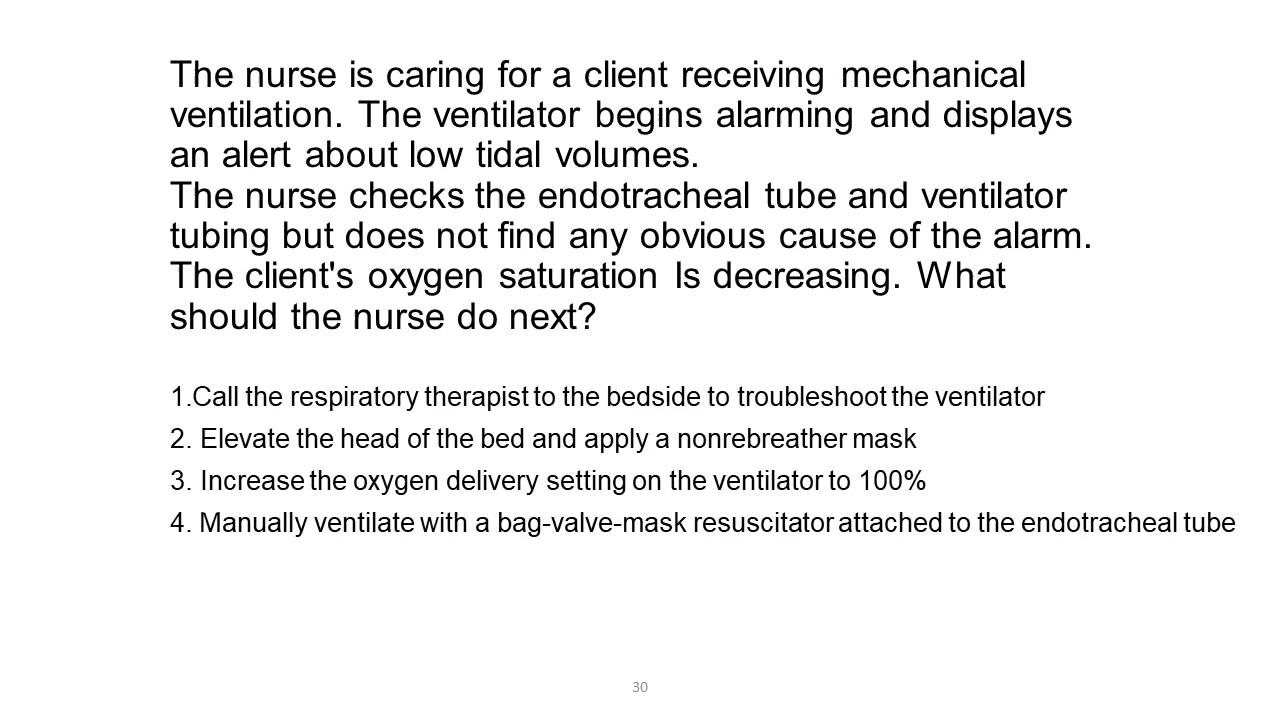 The nurse is caring for a client receiving mechanical
ventilation. The ventilator begins alarming and displays
an alert about low tidal volumes.
The nurse checks the endotracheal tube and ventilator
tubing but does not find any obvious cause of the alarm.
The client's oxygen saturation Is decreasing. What
should the nurse do next?
1.Call the respiratory therapist to the bedside to troubleshoot the ventilator
2. Elevate the head of the bed and apply a nonrebreather mask
3. Increase the oxygen delivery setting on the ventilator to 100%
4. Manually ventilate with a bag-valve-mask resuscitator attached to the endotracheal tube
30